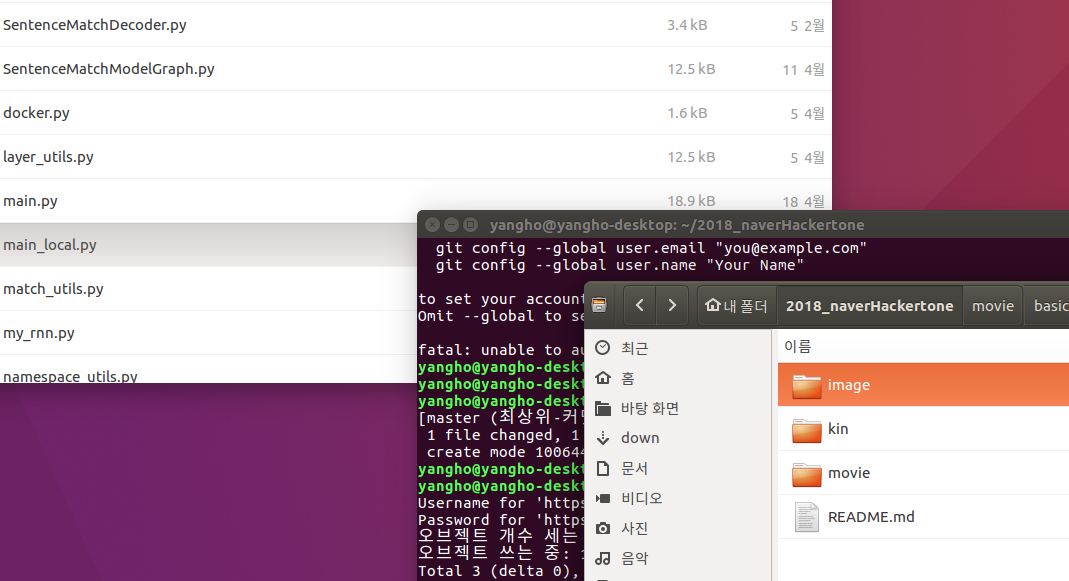 SentenceMatchDecoder.py 3.4 kB 5 2월
SentenceMatchModelGraph.py 12.5 kB 11 4월
docker.py 1.6 kB 5 4월
layer_utils.py 12.5 kB 5 4월
main.py 18.9 kB 18 4월
main_local.py
match_utils.py
my_rnn.py
namespace_utils.py
yangho@yangho-desktop: ~/2018_naverHackertone
git config --global user.email "you@example.com"
git config --global user.name "Your Name"
to set your account
Omit --global to se
fatal: unable to au
yangho@yangho-deskt
yangho@yangho-deskt
yangho@yangho-deskt
[master (최상위-커밋
1 file changed, 1
create mode 100644
yangho@yangho-deskt
yangho@yangho-deskt
Username for 'https
Password for 'https
오브젝트 개수 세는
오브젝트 쓰는 중: 1
Total 3 (delta 0),
내 폴더 2018_naverHackertone movie basic
최근
홈
바탕 화면
down
문서
비디오
사진
음악
이름
image
kin
movie
README.md